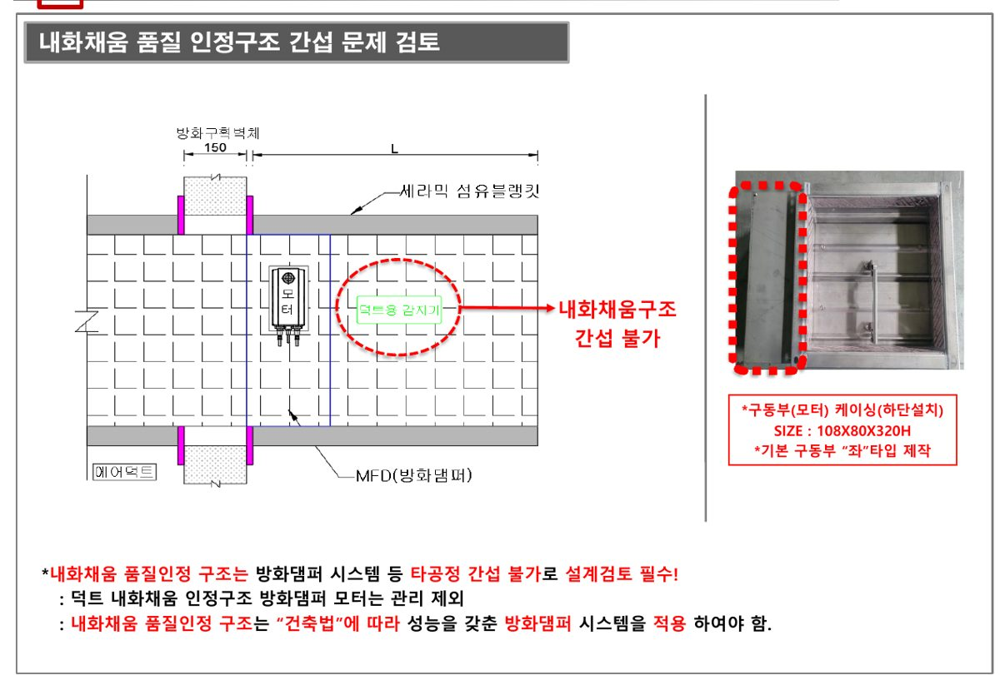 내화채움 품질 인정구조 간섭 문제 검토
방화구획벽체
150
L
세라믹 섬유블랭킷
모
터
덕트용 감지기
내화채움구조
간섭 불가
에어덕트
MFD(방화댐퍼)
*구동부(모터) 케이싱(하단설치)
SIZE : 108X80X320H
*기본 구동부 “좌”타입 제작
*내화채움 품질인정 구조는 방화댐퍼 시스템 등 타공정 간섭 불가로 설계검토 필수!
: 덕트 내화채움 인정구조 방화댐퍼 모터는 관리 제외
: 내화채움 품질인정 구조는 “건축법”에 따라 성능을 갖춘 방화댐퍼 시스템을 적용 하여야 함.